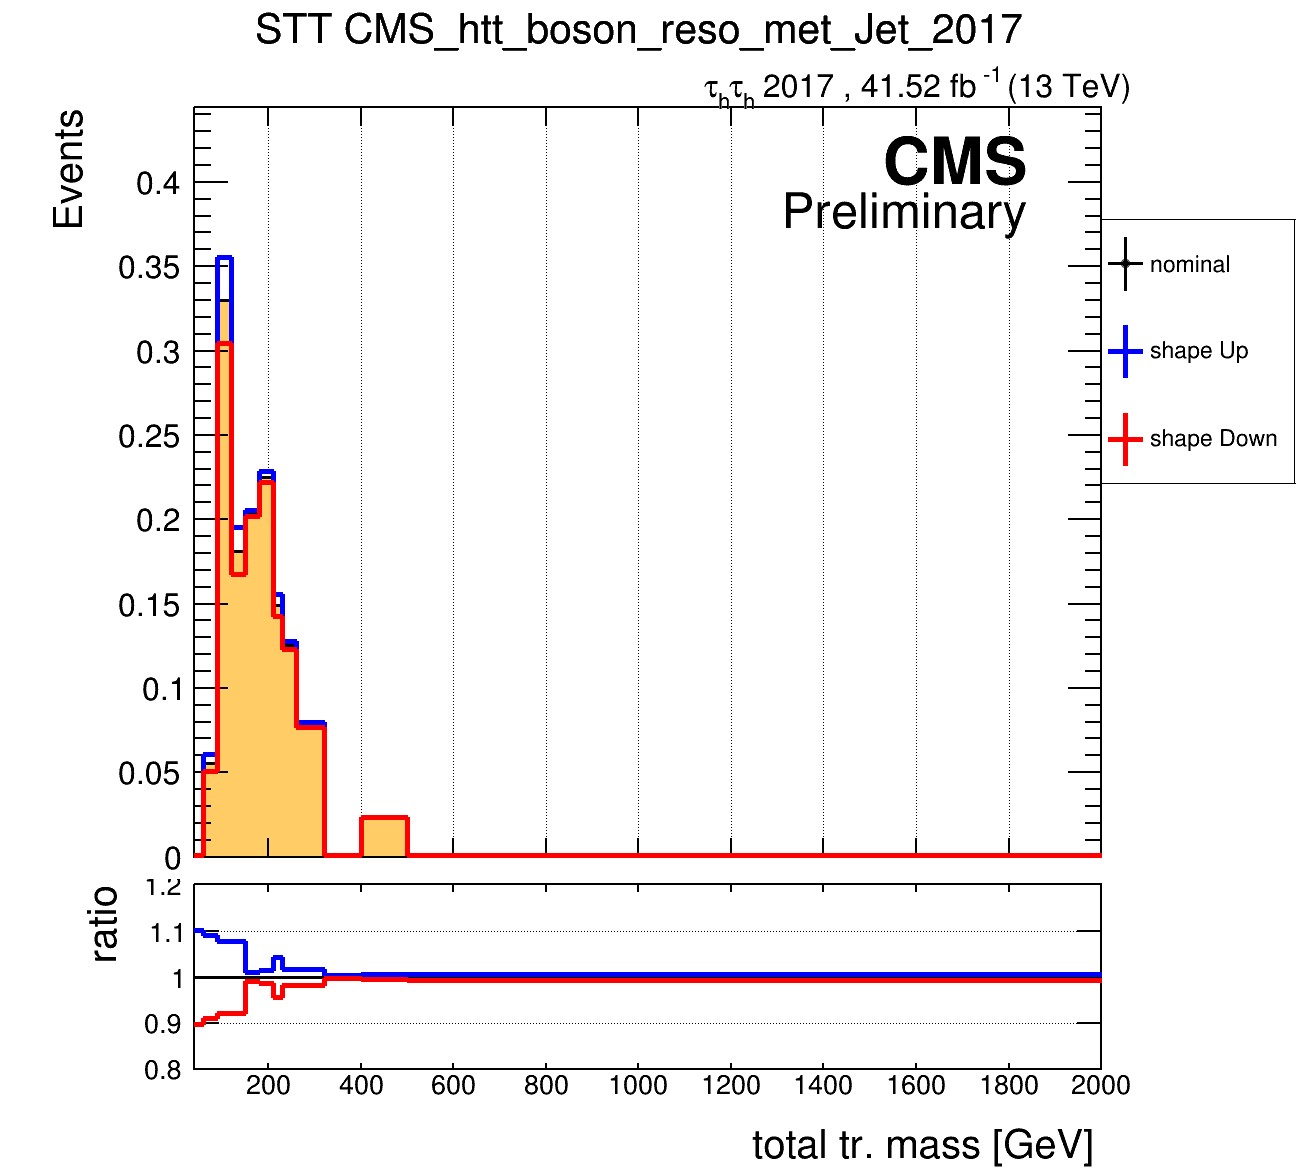 STT CMS_htt_boson_reso_met_Jet_2017
τhτh 2017 , 41.52 fb-1 (13 TeV)
Events
CMS
Preliminary
0.4
0.35
0.3
0.25
0.2
0.15
0.1
0.05
0
nominal
shape Up
shape Down
ratio
1.2
1.1
1
0.9
0.8
200 400 600 800 1000 1200 1400 1600 1800 2000
total tr. mass [GeV]